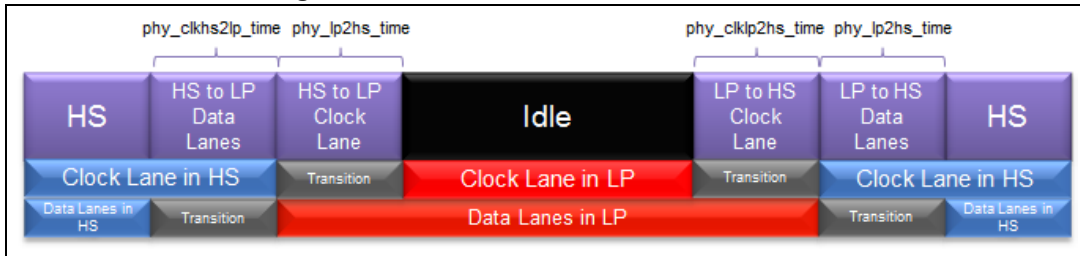 phy_clkhs2lp_time phy_lp2hs_time phy_clklp2hs_time phy_lp2hs_time
HS
HS to LP
Data
Lanes
HS to LP
Clock
Lane
Idle
LP to HS
Clock
Lane
LP to HS
Data
Lanes
HS
Clock Lane in HS
Transition
Clock Lane in LP
Transition
Clock Lane in HS
Data Lanes in
HS
Transition
Data Lanes in LP
Transition
Data Lanes in
HS